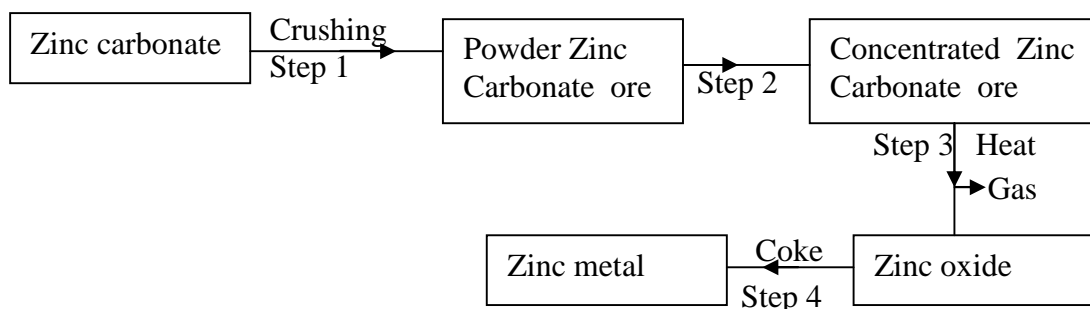 Zinc carbonate
Crushing
Step 1
Powder Zinc
Carbonate ore
Step 2
Concentrated Zinc
Carbonate ore
Step 3 Heat
Gas
Zinc metal
Coke
Step 4
Zinc oxide